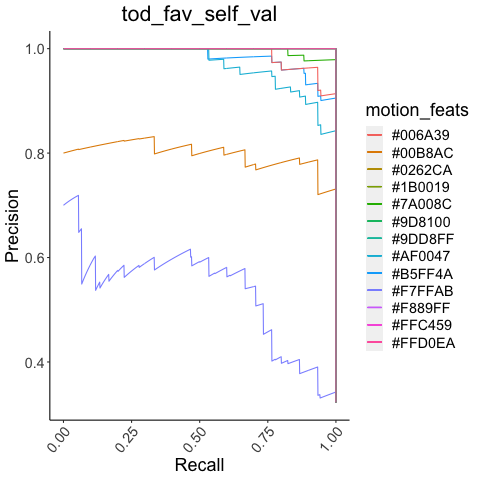 tod_fav_self_val
1.0
0.8
0.6
0.4
Precision
0.00
0.25
0.50
0.75
1.00
Recall
motion_feats
#006A39
#00B8AC
#0262CA
#1B0019
#7A008C
#9D8100
#9DD8FF
#AF0047
#B5FF4A
#F7FFAB
#F889FF
#FFC459
#FFD0EA